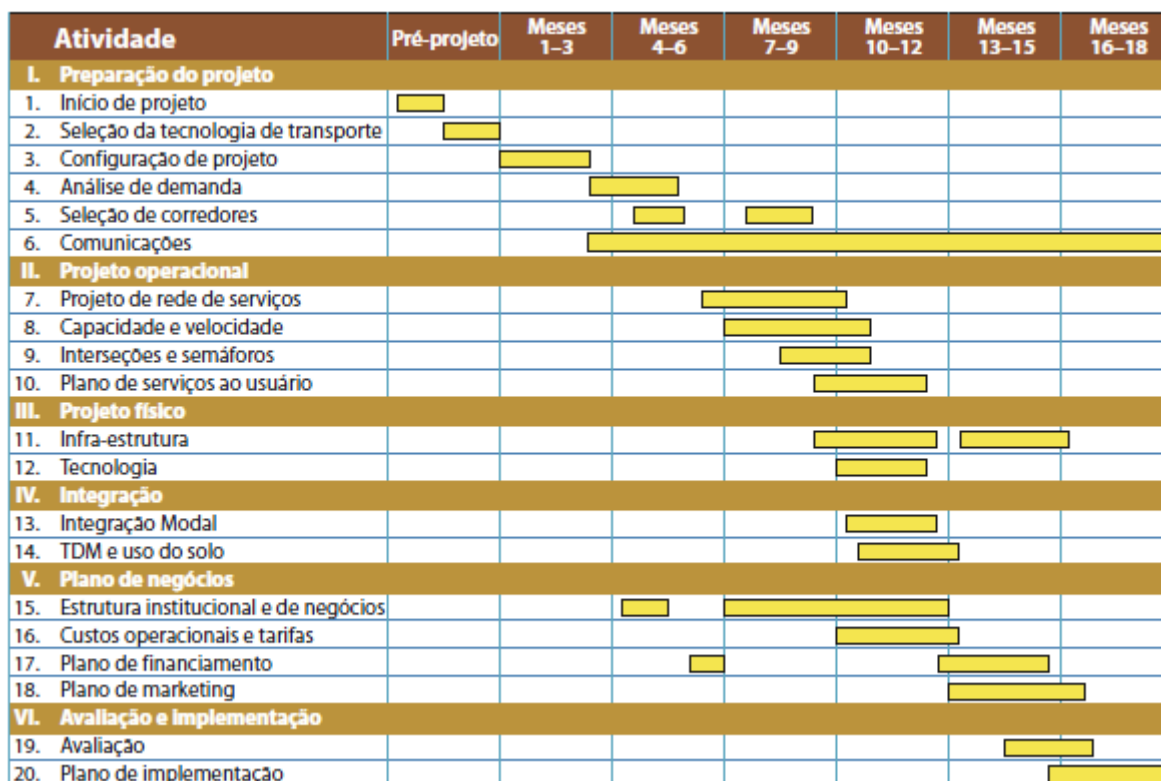 Atividade Pré-projeto Meses 1–3 Meses 4–6 Meses 7–9 Meses 10–12 Meses 13–15 Meses 16–18
I. Preparação do projeto
1. Início de projeto
2. Seleção da tecnologia de transporte
3. Configuração de projeto
4. Análise de demanda
5. Seleção de corredores
6. Comunicações
II. Projeto operacional
7. Projeto de rede de serviços
8. Capacidade e velocidade
9. Interseções e semáforos
10. Plano de serviços ao usuário
III. Projeto físico
11. Infra-estrutura
12. Tecnologia
IV. Integração
13. Integração Modal
14. TDM e uso do solo
V. Plano de negócios
15. Estrutura institucional e de negócios
16. Custos operacionais e tarifas
17. Plano de financiamento
18. Plano de marketing
VI. Avaliação e implementação
19. Avaliação
20. Plano de implementação